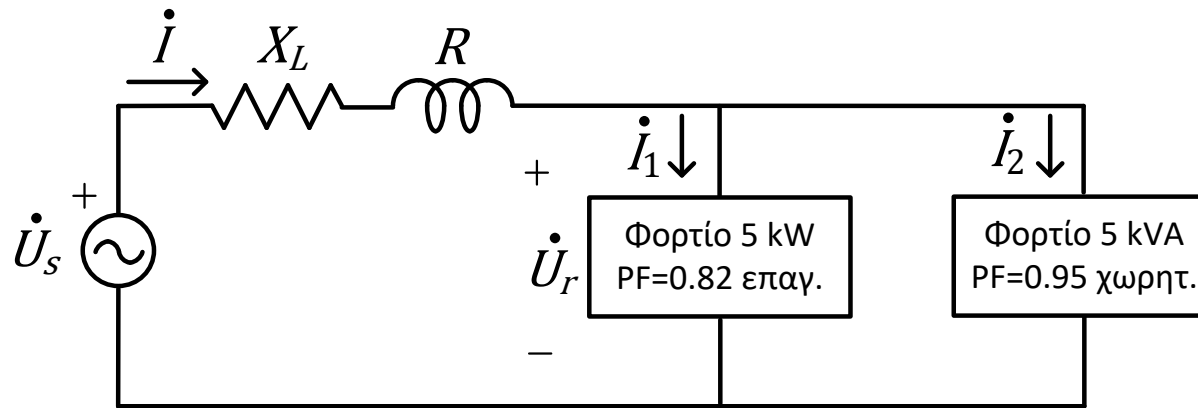 İ
X_L
R
+
U̇_s
+
U̇_r
−
İ_1
Φορτίο 5 kW
PF=0.82 επαγ.
İ_2
Φορτίο 5 kVA
PF=0.95 χωρητ.